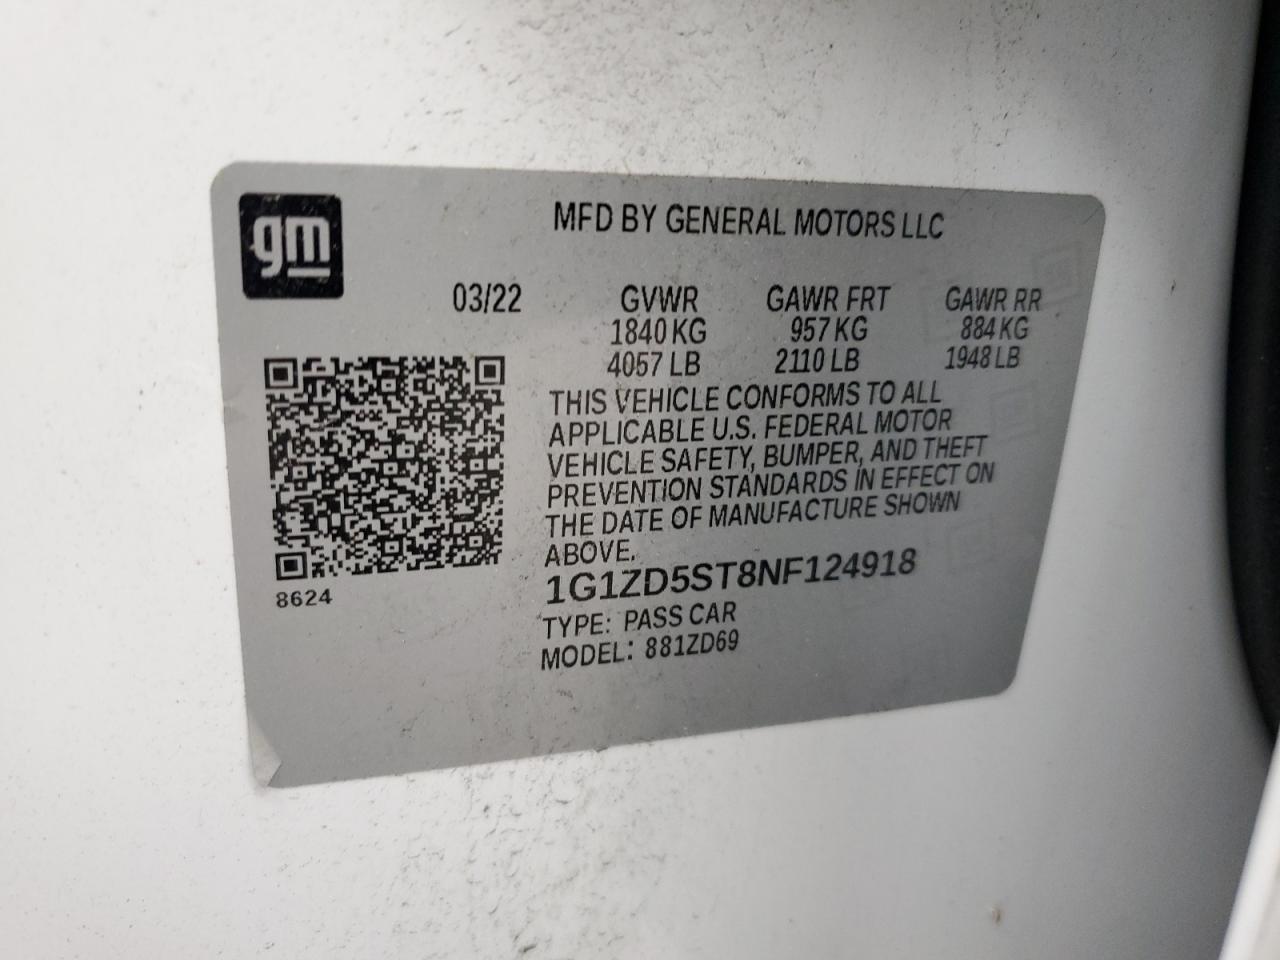 gm
MFD BY GENERAL MOTORS LLC
03/22 GVWR GAWR FRT GAWR RR
1840 KG 957 KG 884 KG
4057 LB 2110 LB 1948 LB
THIS VEHICLE CONFORMS TO ALL
APPLICABLE U.S. FEDERAL MOTOR
VEHICLE SAFETY, BUMPER, AND THEFT
PREVENTION STANDARDS IN EFFECT ON
THE DATE OF MANUFACTURE SHOWN
ABOVE.
1G1ZD5ST8NF124918
8624
TYPE: PASS CAR
MODEL: 881ZD69